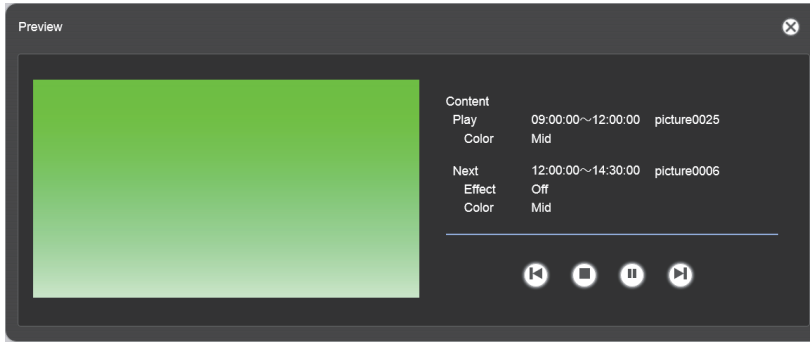 Preview
Content
Play 09:00:00～12:00:00 picture0025
Color Mid
Next 12:00:00～14:30:00 picture0006
Effect Off
Color Mid